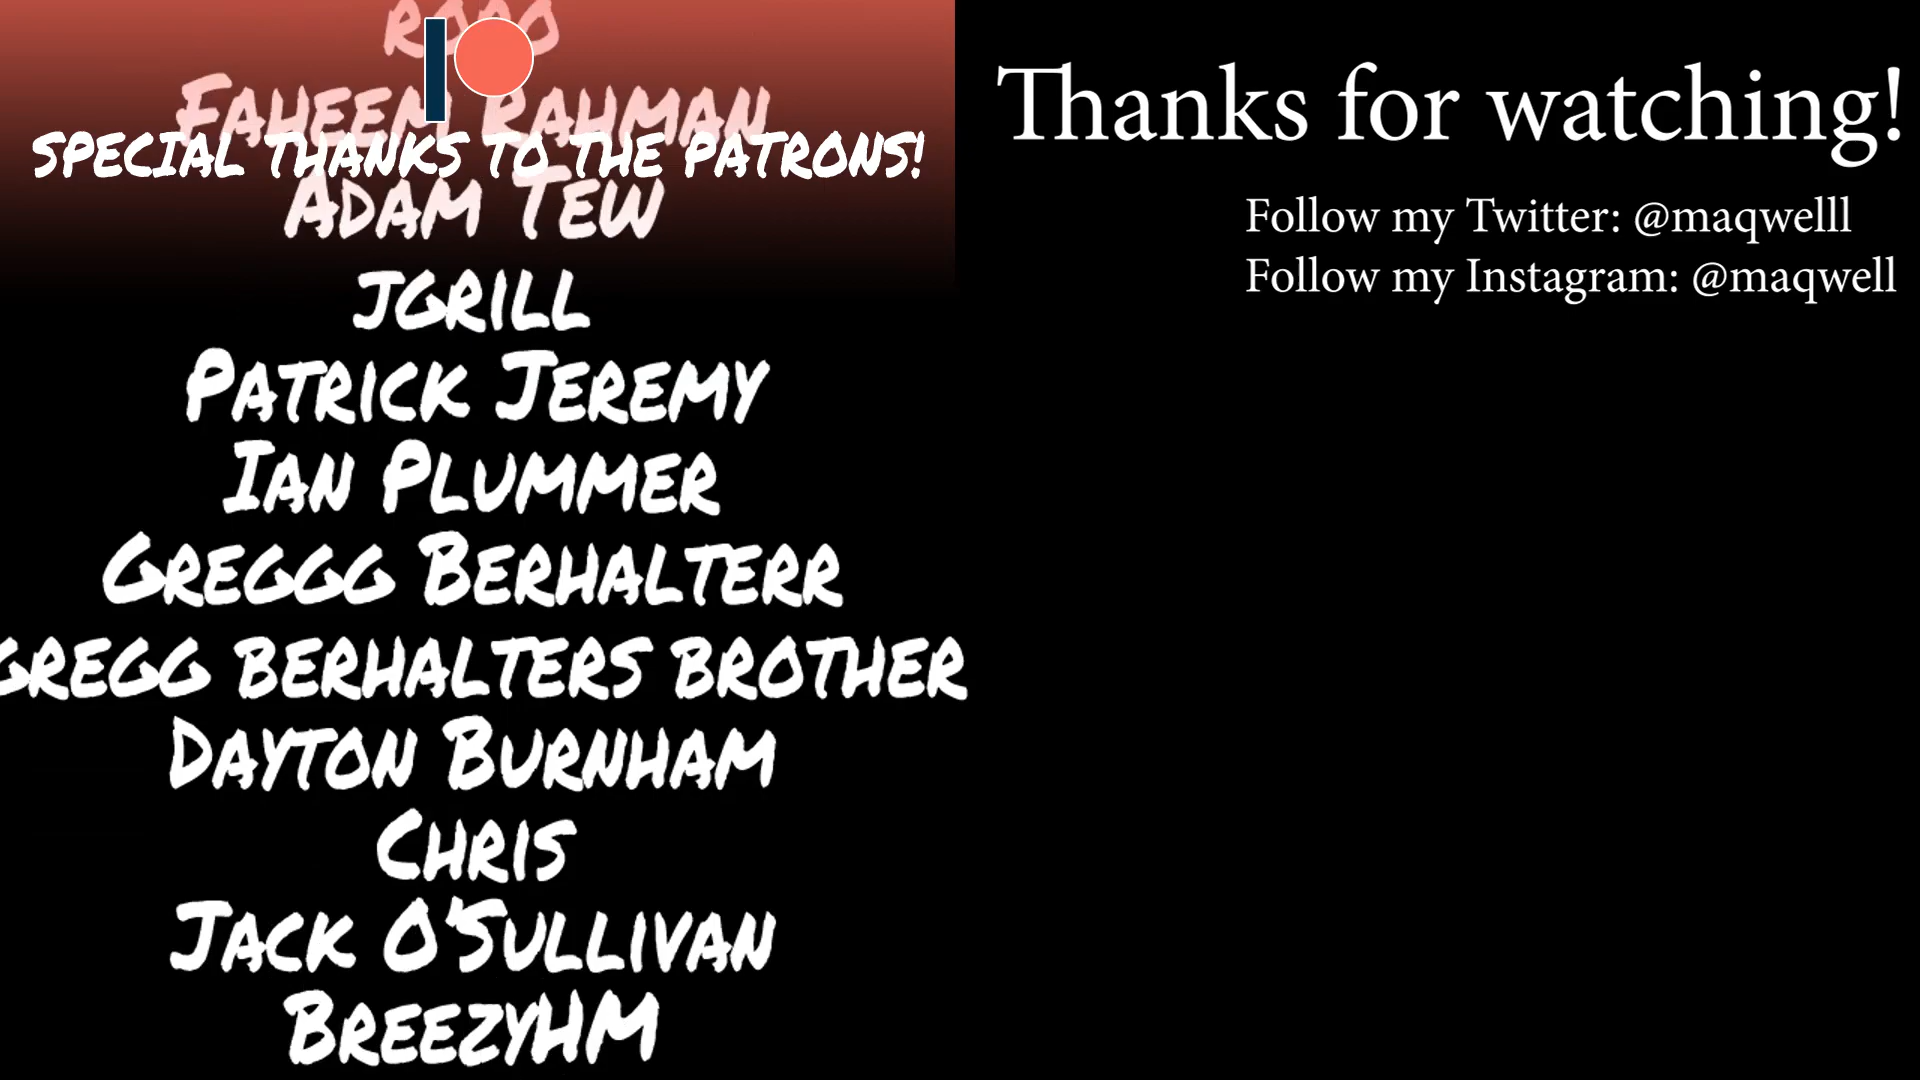 Faheem Rahman
SPECIAL THANKS TO THE PATRONS!
Adam Tew
jgrill
Patrick Jeremy
Ian Plummer
Greggg Berhalterr
gregg berhalters brother
Dayton Burnham
Chris
Jack O'Sullivan
BreezyHM
Thanks for watching!
Follow my Twitter: @maqwelll
Follow my Instagram: @maqwell